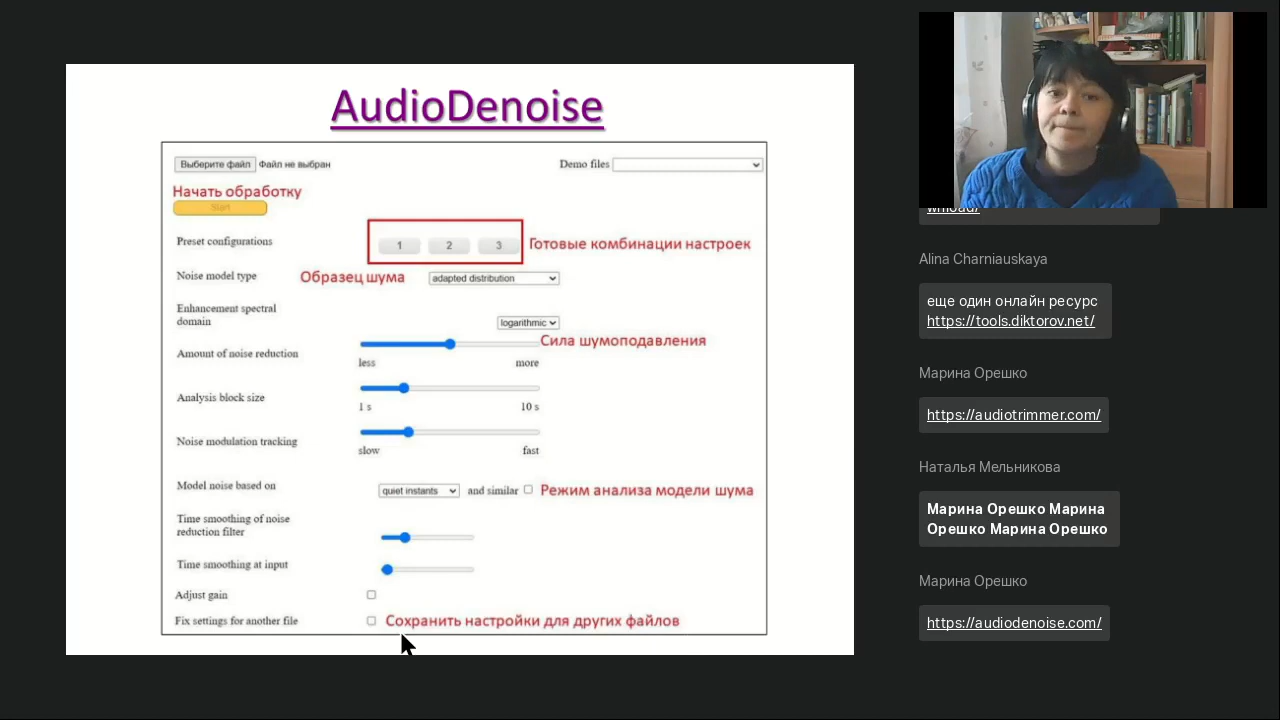 AudioDenoise
Выберите файл Файл не выбран
Demo files
Начать обработку
Start
Preset configurations
1 2 3
Готовые комбинации настроек
Noise model type
Образец шума
adapted distribution
Enhancement spectral
domain
logarithmic
Amount of noise reduction
Сила шумоподавления
less more
Analysis block size
1 s 10 s
Noise modulation tracking
slow fast
Model noise based on
quiet instants and similar
Режим анализа модели шума
Time smoothing of noise
reduction filter
Time smoothing at input
Adjust gain
Fix settings for another file
Сохранить настройки для других файлов
wnload/
Alina Charniauskaya
еще один онлайн ресурс
https://tools.diktorov.net/
Марина Орешко
https://audiotrimmer.com/
Наталья Мельникова
Марина Орешко Марина
Орешко Марина Орешко
Марина Орешко
https://audiodenoise.com/